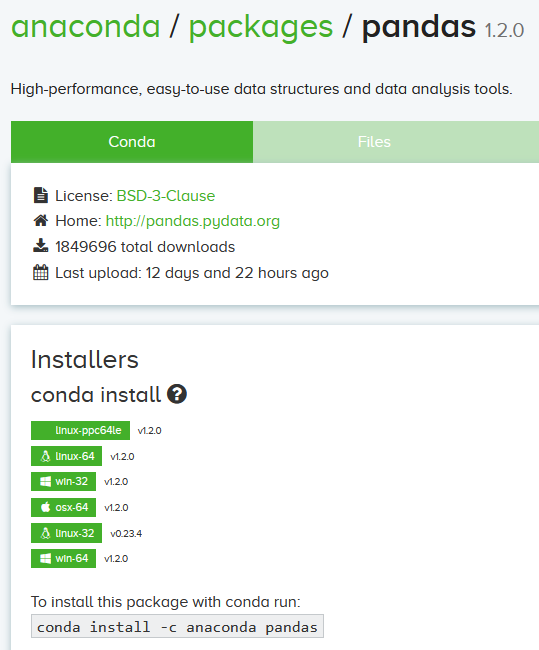 anaconda / packages / pandas 1.2.0
High-performance, easy-to-use data structures and data analysis tools.
Conda Files
License: BSD-3-Clause
Home: http://pandas.pydata.org
1849696 total downloads
Last upload: 12 days and 22 hours ago
Installers
conda install ?
linux-ppc64le v1.2.0
linux-64 v1.2.0
win-32 v1.2.0
osx-64 v1.2.0
linux-32 v0.23.4
win-64 v1.2.0
To install this package with conda run:
conda install -c anaconda pandas